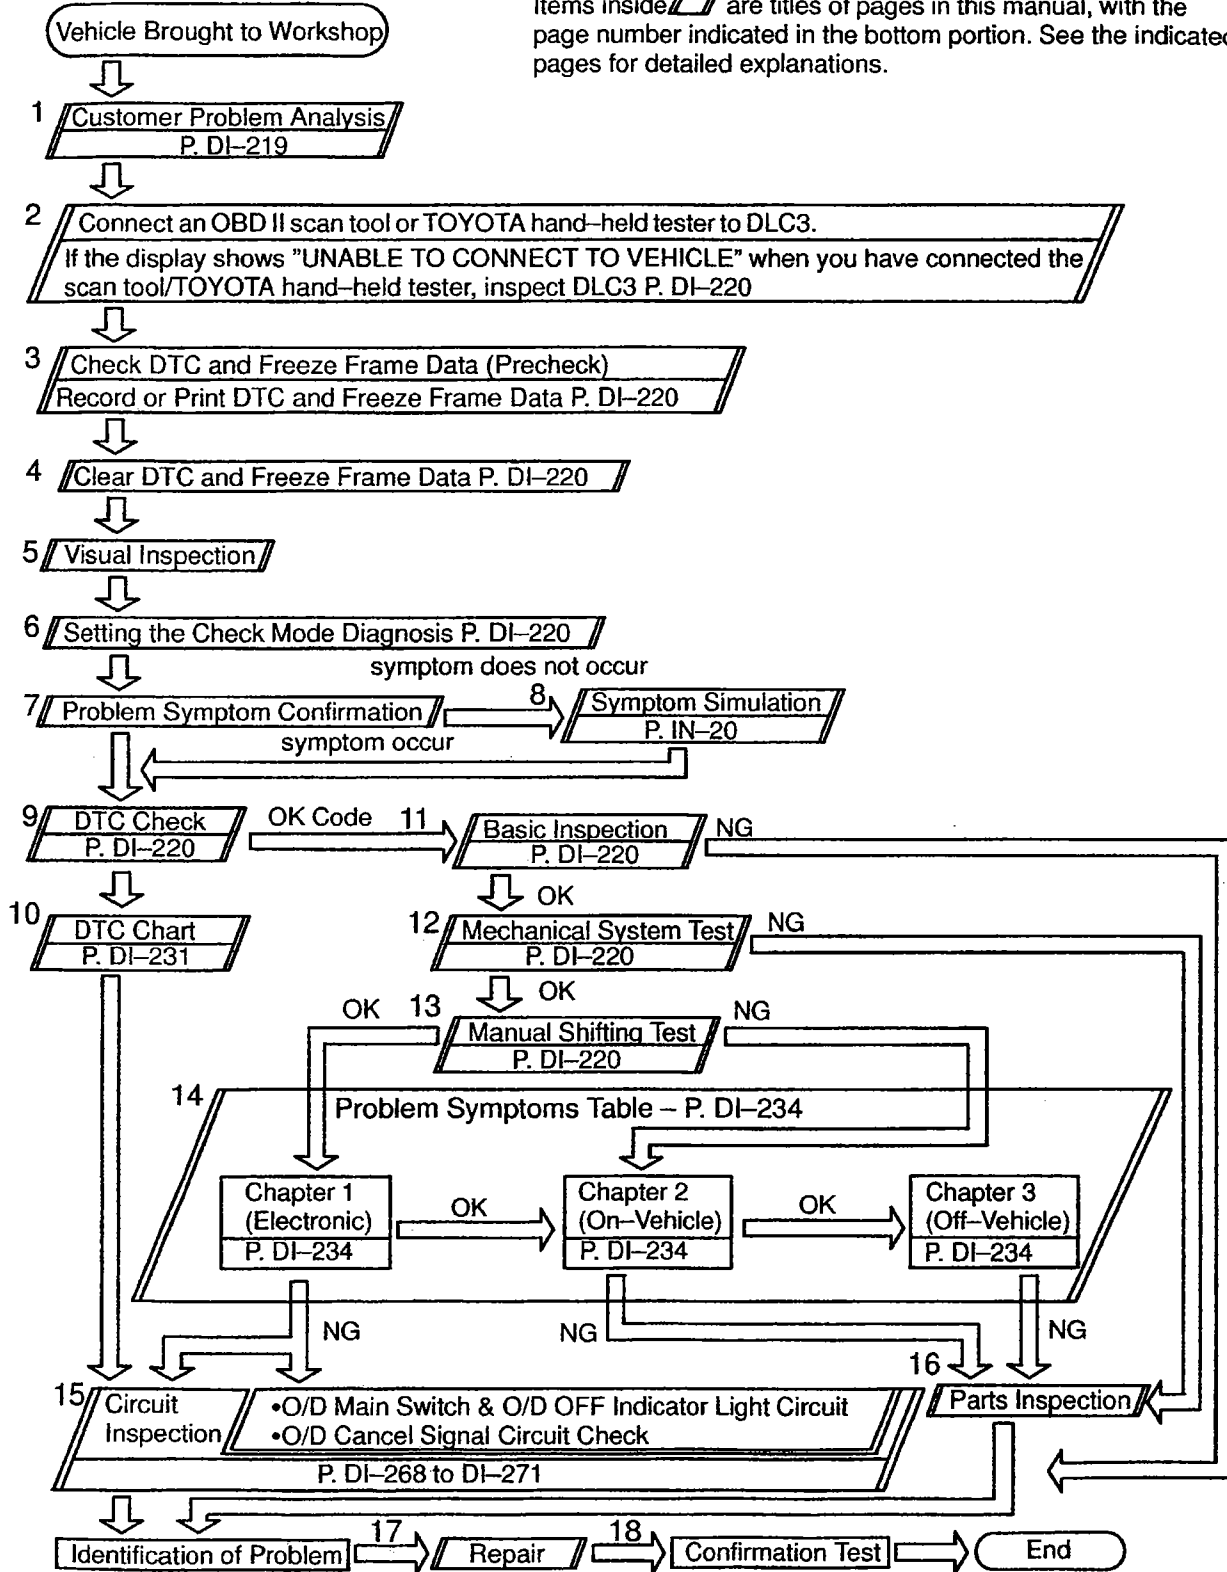 Items inside are titles of pages in this manual, with the
Vehicle Brought to Workshop
page number indicated in the bottom portion. See the indicated
pages for detailed explanations.
1
Customer Problem Analysis
P. DI–219
2
Connect an OBD II scan tool or TOYOTA hand–held tester to DLC3.
If the display shows "UNABLE TO CONNECT TO VEHICLE" when you have connected the
scan tool/TOYOTA hand–held tester, inspect DLC3 P. DI–220
3
Check DTC and Freeze Frame Data (Precheck)
Record or Print DTC and Freeze Frame Data P. DI–220
4
Clear DTC and Freeze Frame Data P. DI–220
5
Visual Inspection
6
Setting the Check Mode Diagnosis P. DI–220
symptom does not occur
7
Problem Symptom Confirmation
8
Symptom Simulation
P. IN–20
symptom occur
9
DTC Check
P. DI–220
OK Code
11
Basic Inspection
P. DI–220
NG
OK
10
DTC Chart
P. DI–231
12
Mechanical System Test
P. DI–220
NG
OK
OK
13
Manual Shifting Test
P. DI–220
NG
14
Problem Symptoms Table – P. DI–234
Chapter 1
(Electronic)
P. DI–234
OK
Chapter 2
(On–Vehicle)
P. DI–234
OK
Chapter 3
(Off–Vehicle)
P. DI–234
NG
NG
NG
15
Circuit
Inspection
•O/D Main Switch & O/D OFF Indicator Light Circuit
•O/D Cancel Signal Circuit Check
P. DI–268 to DI–271
16
Parts Inspection
Identification of Problem
17
Repair
18
Confirmation Test
End